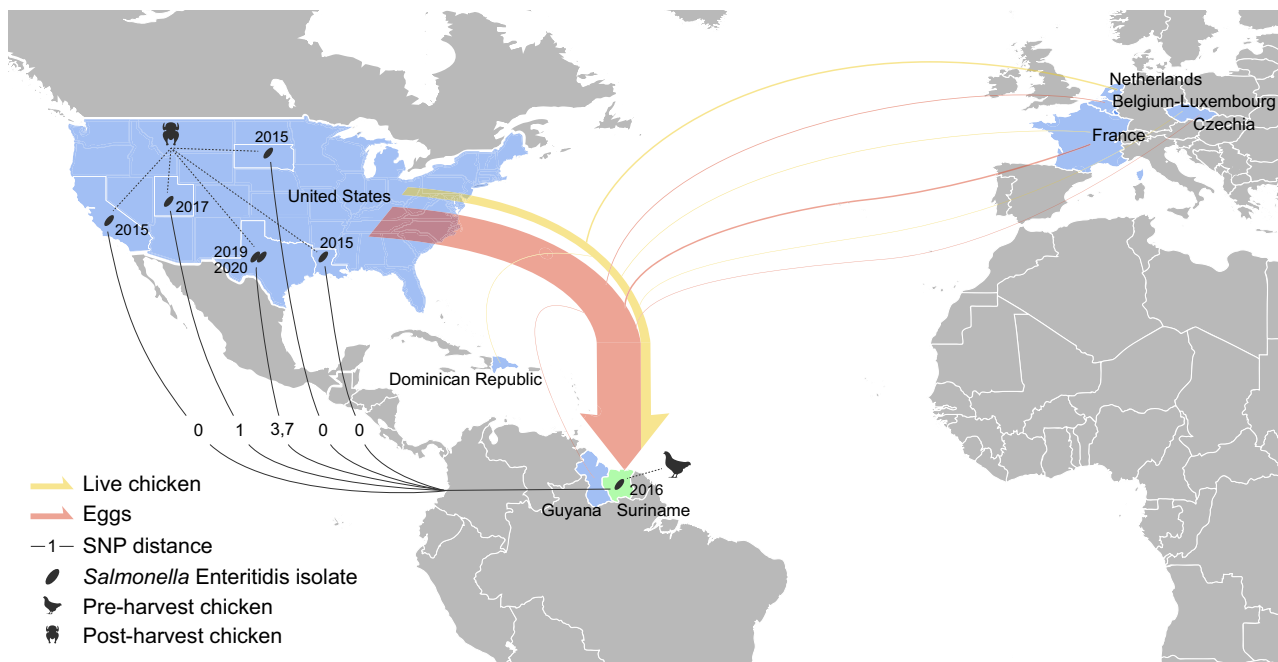 Netherlands
Belgium-Luxembourg
Czechia
France
2015
United States
2017
2015
2019
2020
2015
Dominican Republic
0
1
3,7
0
0
2016
Guyana
Suriname
Live chicken
Eggs
—1— SNP distance
Salmonella Enteritidis isolate
Pre-harvest chicken
Post-harvest chicken